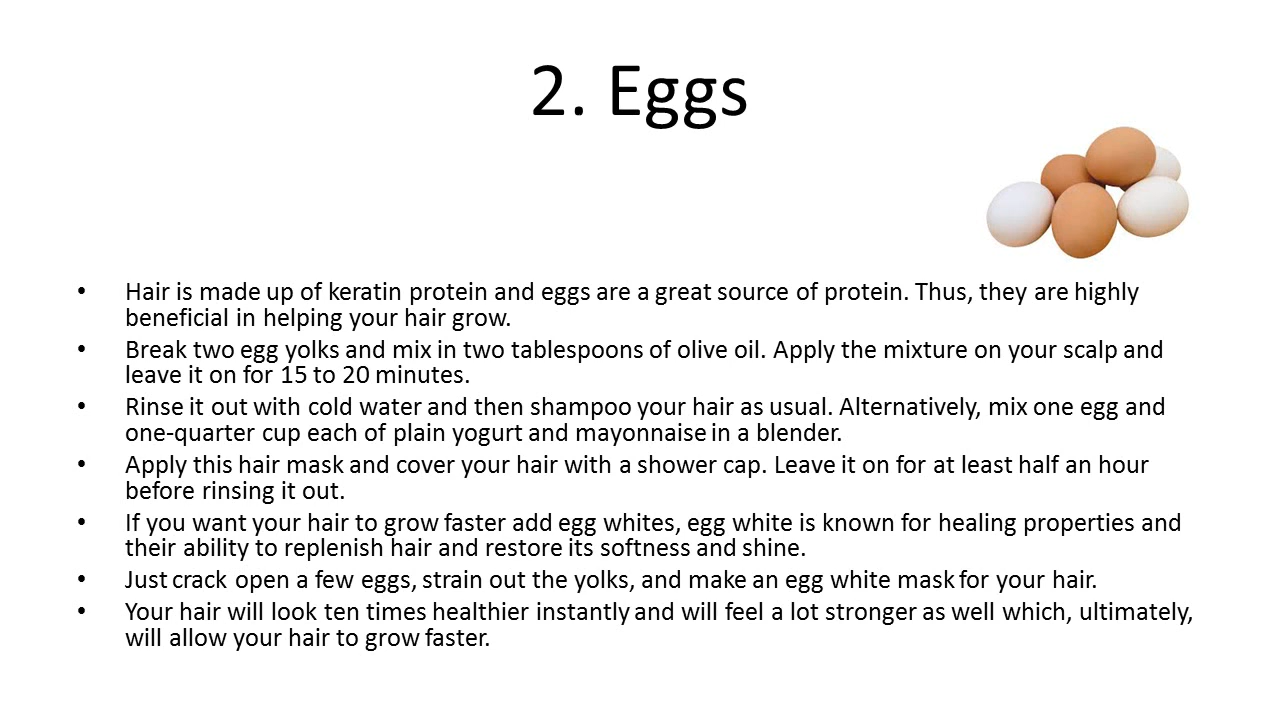 2. Eggs
• Hair is made up of keratin protein and eggs are a great source of protein. Thus, they are highly
beneficial in helping your hair grow.
• Break two egg yolks and mix in two tablespoons of olive oil. Apply the mixture on your scalp and
leave it on for 15 to 20 minutes.
• Rinse it out with cold water and then shampoo your hair as usual. Alternatively, mix one egg and
one-quarter cup each of plain yogurt and mayonnaise in a blender.
• Apply this hair mask and cover your hair with a shower cap. Leave it on for at least half an hour
before rinsing it out.
• If you want your hair to grow faster add egg whites, egg white is known for healing properties and
their ability to replenish hair and restore its softness and shine.
• Just crack open a few eggs, strain out the yolks, and make an egg white mask for your hair.
• Your hair will look ten times healthier instantly and will feel a lot stronger as well which, ultimately,
will allow your hair to grow faster.